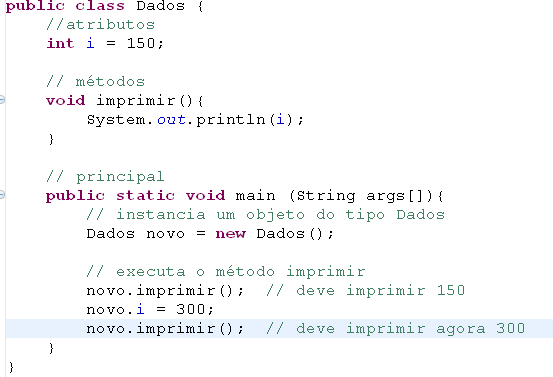 public class Dados {
//atributos
int i = 150;
// métodos
void imprimir(){
System.out.println(i);
}
// principal
public static void main (String args[]){
// instancia um objeto do tipo Dados
Dados novo = new Dados();
// executa o método imprimir
novo.imprimir();  // deve imprimir 150
novo.i = 300;
novo.imprimir();  // deve imprimir agora 300
}
}